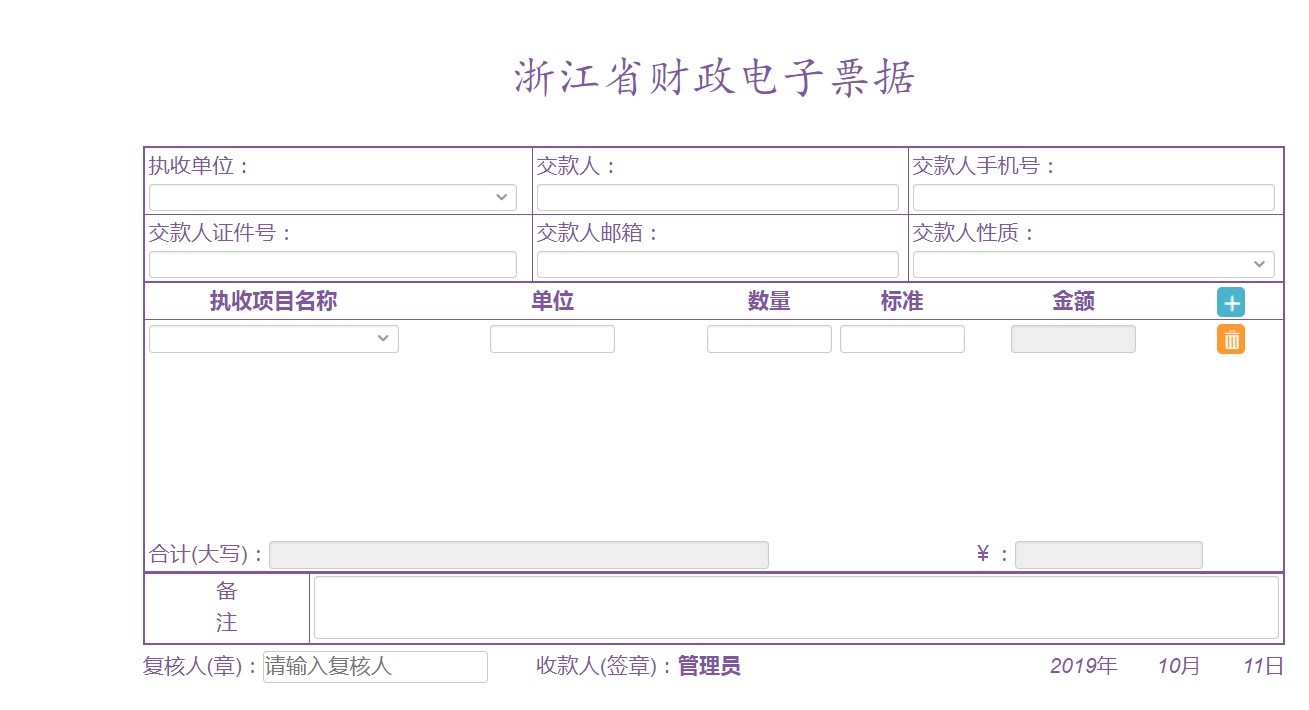 浙江省财政电子票据
执收单位： 交款人： 交款人手机号：
交款人证件号： 交款人邮箱： 交款人性质：
执收项目名称 单位 数量 标准 金额
合计(大写)： ￥：
备
注
复核人(章)：请输入复核人 收款人(签章)：管理员 2019年 10月 11日